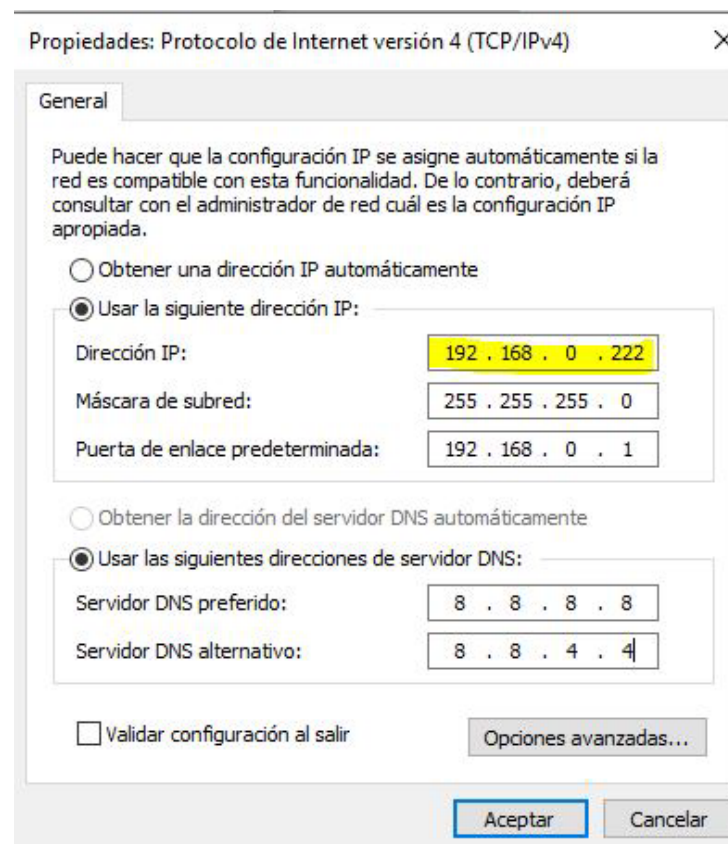 Propiedades: Protocolo de Internet versión 4 (TCP/IPv4)
General
Puede hacer que la configuración IP se asigne automáticamente si la
red es compatible con esta funcionalidad. De lo contrario, deberá
consultar con el administrador de red cuál es la configuración IP
apropiada.
Obtener una dirección IP automáticamente
Usar la siguiente dirección IP:
Dirección IP: 192 . 168 . 0 . 222
Máscara de subred: 255 . 255 . 255 . 0
Puerta de enlace predeterminada: 192 . 168 . 0 . 1
Obtener la dirección del servidor DNS automáticamente
Usar las siguientes direcciones de servidor DNS:
Servidor DNS preferido: 8 . 8 . 8 . 8
Servidor DNS alternativo: 8 . 8 . 4 . 4
Validar configuración al salir Opciones avanzadas...
Aceptar Cancelar